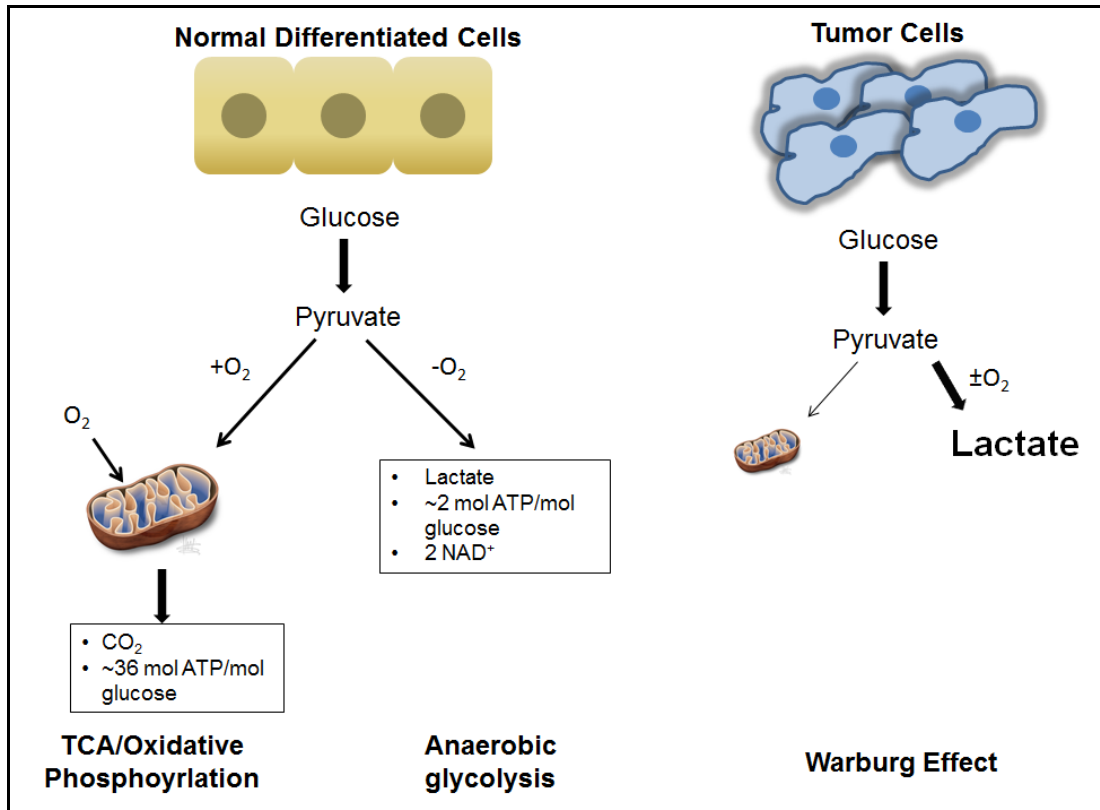 Normal Differentiated Cells
Glucose
Pyruvate
+O₂
-O₂
O₂
• Lactate
• ~2 mol ATP/mol
glucose
• 2 NAD⁺
• CO₂
• ~36 mol ATP/mol
glucose
TCA/Oxidative
Phosphoyrlation
Anaerobic
glycolysis
Tumor Cells
Glucose
Pyruvate
±O₂
Lactate
Warburg Effect